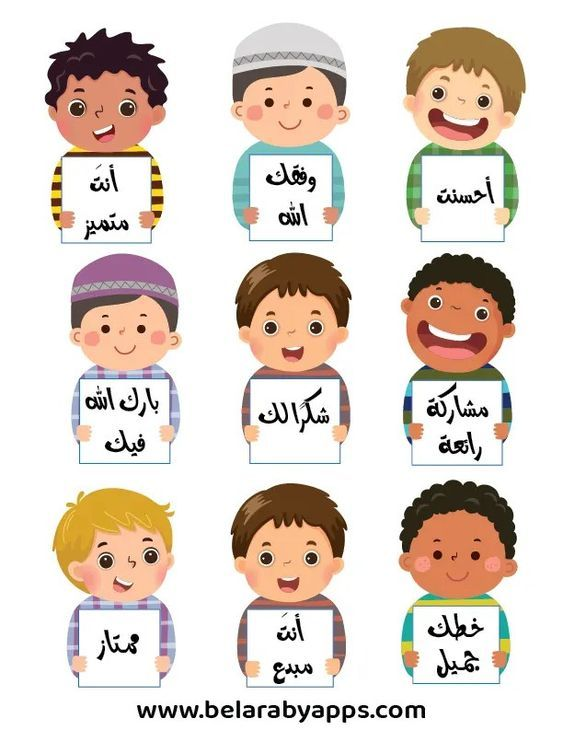 أنتَ
متميز
وفقك
الله
أحسنت
بارك الله
فيك
شكرًا لك
مشاركة
رائعة
ممتاز
أنتَ
مبدع
خطك
جميل
www.belarabyapps.com